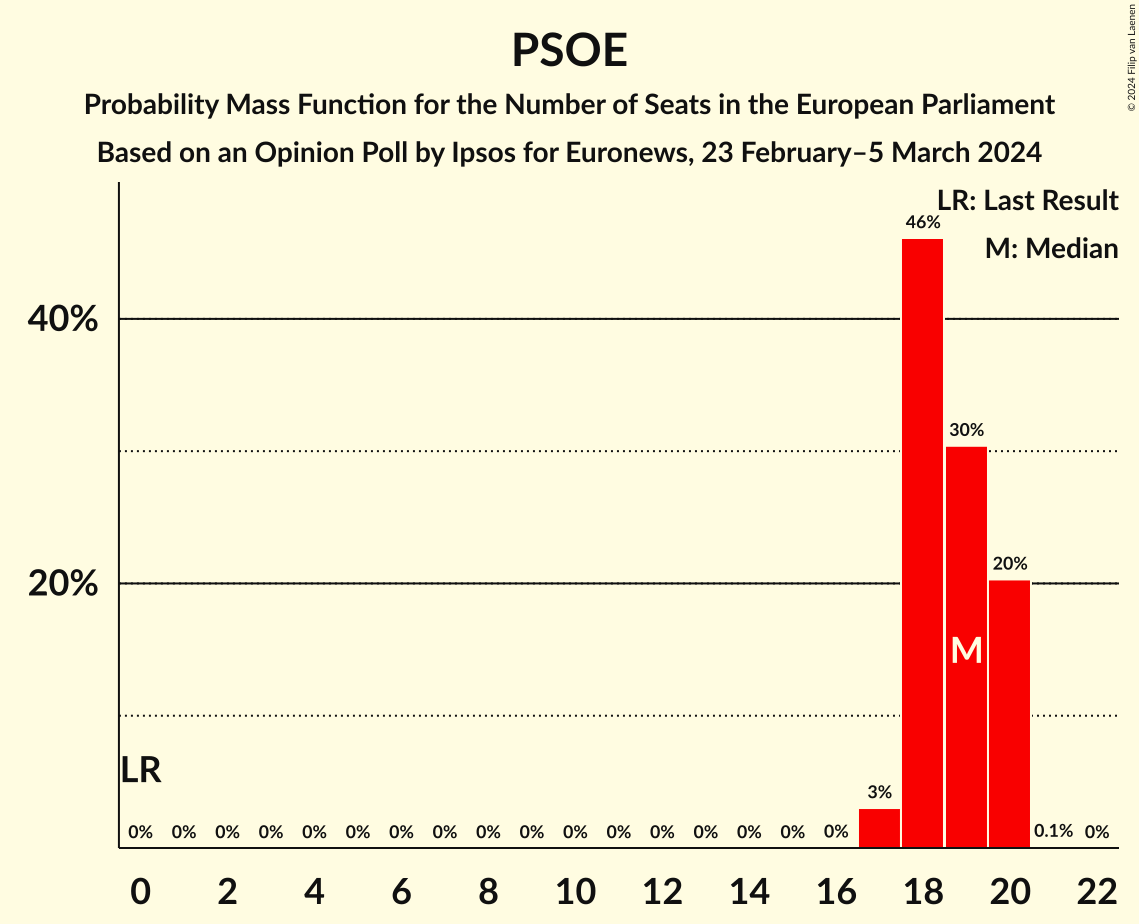 PSOE
Probability Mass Function for the Number of Seats in the European Parliament
Based on an Opinion Poll by Ipsos for Euronews, 23 February–5 March 2024
© 2024 Filip van Laenen
LR: Last Result
M: Median
46%
40%
30%
20%
20%
M
LR
3%
0% 0% 0% 0% 0% 0% 0% 0% 0% 0% 0% 0% 0% 0% 0% 0% 0% 0.1% 0%
0 2 4 6 8 10 12 14 16 18 20 22